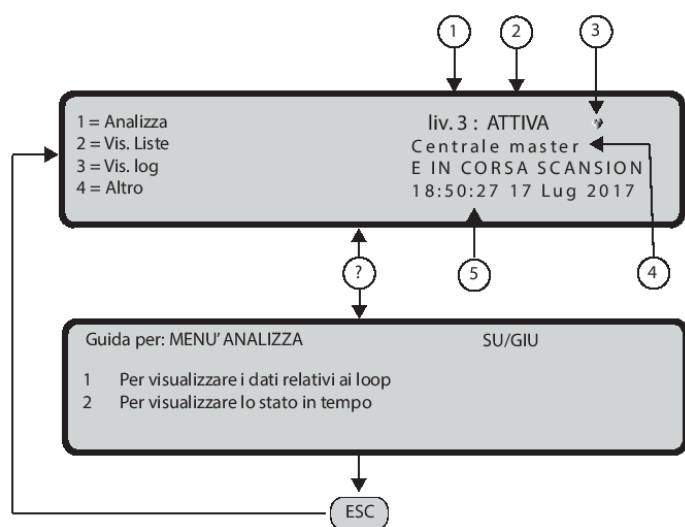 1 2 3
1 = Analizza
2 = Vis. Liste
3 = Vis. log
4 = Altro
liv. 3 : ATTIVA
Centrale master
E IN CORSA SCANSION
18:50:27 17 Lug 2017
? 5 4
Guida per: MENU' ANALIZZA SU/GIU
1 Per visualizzare i dati relativi ai loop
2 Per visualizzare lo stato in tempo
ESC